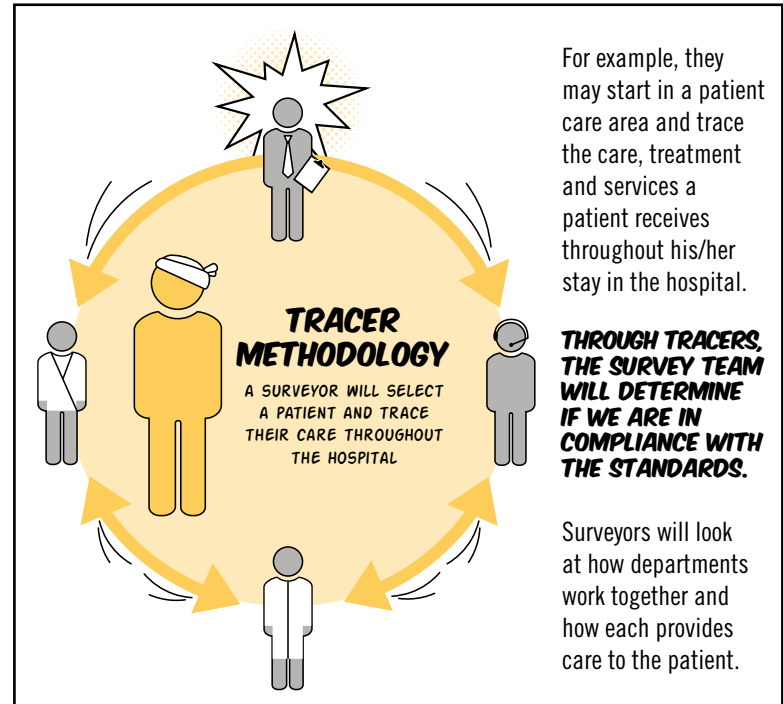 For example, they
may start in a patient
care area and trace
the care, treatment
and services a
patient receives
throughout his/her
stay in the hospital.
THROUGH TRACERS,
THE SURVEY TEAM
WILL DETERMINE
IF WE ARE IN
COMPLIANCE WITH
THE STANDARDS.
Surveyors will look
at how departments
work together and
how each provides
care to the patient.
TRACER
METHODOLOGY
A SURVEYOR WILL SELECT
A PATIENT AND TRACE
THEIR CARE THROUGHOUT
THE HOSPITAL